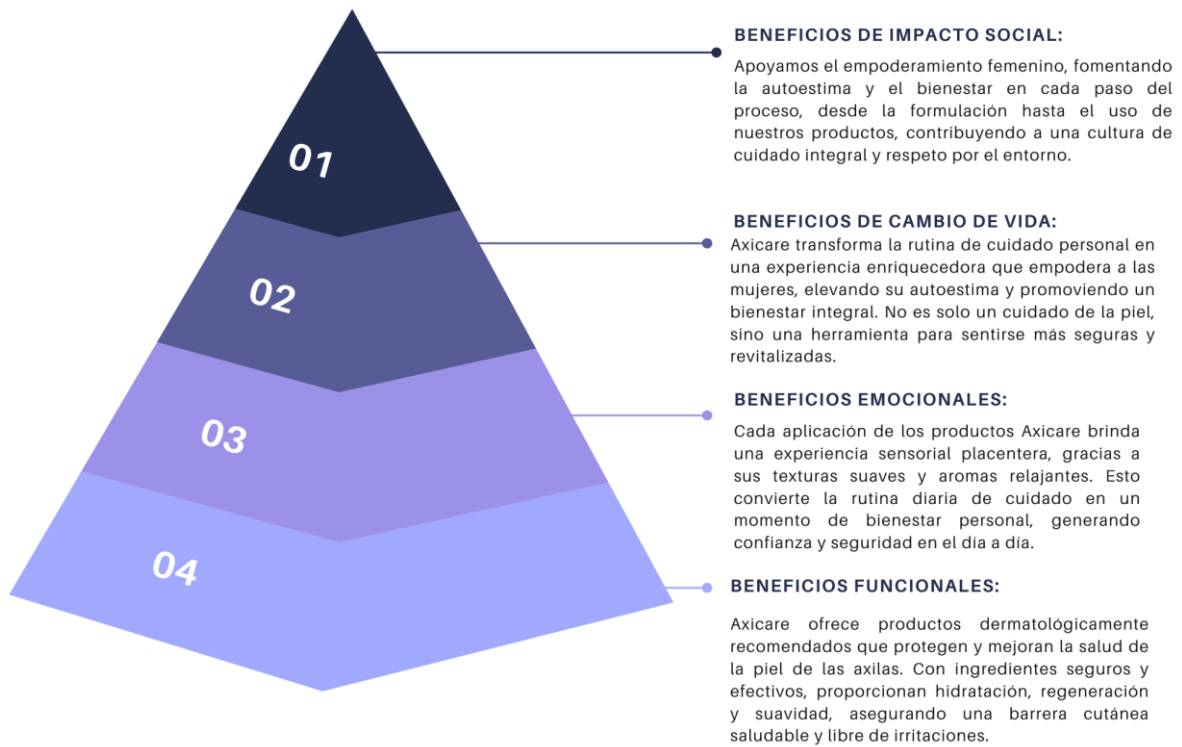 01
BENEFICIOS DE IMPACTO SOCIAL:
Apoyamos el empoderamiento femenino, fomentando
la autoestima y el bienestar en cada paso del
proceso, desde la formulación hasta el uso de
nuestros productos, contribuyendo a una cultura de
cuidado integral y respeto por el entorno.
02
BENEFICIOS DE CAMBIO DE VIDA:
Axicare transforma la rutina de cuidado personal en
una experiencia enriquecedora que empodera a las
mujeres, elevando su autoestima y promoviendo un
bienestar integral. No es solo un cuidado de la piel,
sino una herramienta para sentirse más seguras y
revitalizadas.
03
BENEFICIOS EMOCIONALES:
Cada aplicación de los productos Axicare brinda
una experiencia sensorial placentera, gracias a
sus texturas suaves y aromas relajantes. Esto
convierte la rutina diaria de cuidado en un
momento de bienestar personal, generando
confianza y seguridad en el día a día.
04
BENEFICIOS FUNCIONALES:
Axicare ofrece productos dermatológicamente
recomendados que protegen y mejoran la salud de
la piel de las axilas. Con ingredientes seguros y
efectivos, proporcionan hidratación, regeneración
y suavidad, asegurando una barrera cutánea
saludable y libre de irritaciones.